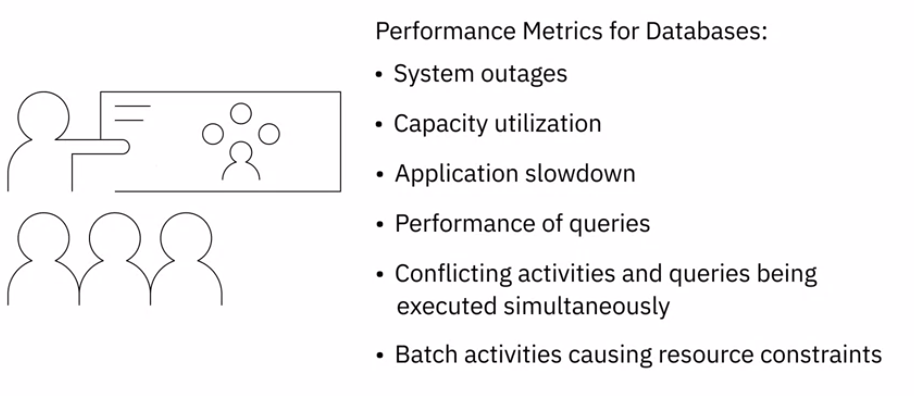 Performance Metrics for Databases:
• System outages
• Capacity utilization
• Application slowdown
• Performance of queries
• Conflicting activities and queries being
executed simultaneously
• Batch activities causing resource constraints